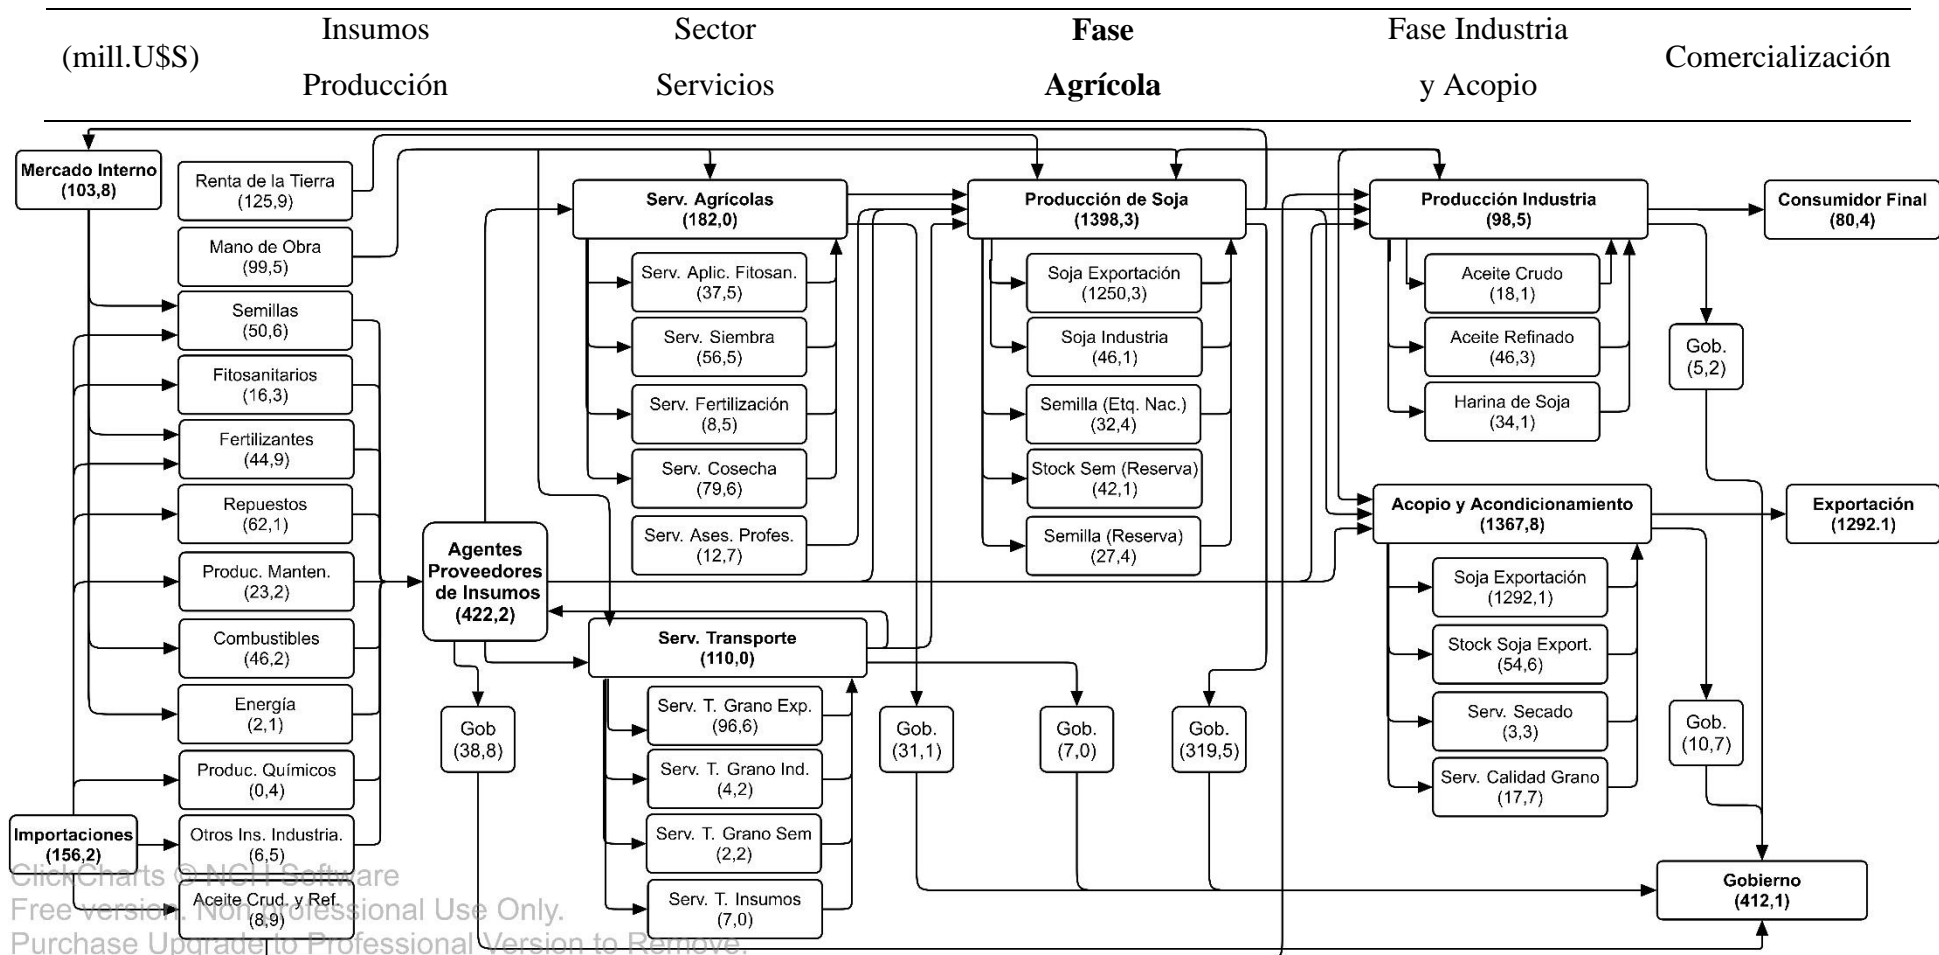 (mill.U$S)
Insumos
Producción
Sector
Servicios
Fase
Agrícola
Fase Industria
y Acopio
Comercialización
Mercado Interno
(103,8)
Renta de la Tierra
(125,9)
Mano de Obra
(99,5)
Semillas
(50,6)
Fitosanitarios
(16,3)
Fertilizantes
(44,9)
Repuestos
(62,1)
Produc. Manten.
(23,2)
Combustibles
(46,2)
Energía
(2,1)
Produc. Químicos
(0,4)
Importaciones
(156,2)
Otros Ins. Industria.
(6,5)
Aceite Crud. y Ref.
(8,9)
Agentes
Proveedores
de Insumos
(422,2)
Gob
(38,8)
Serv. Agrícolas
(182,0)
Serv. Aplic. Fitosan.
(37,5)
Serv. Siembra
(56,5)
Serv. Fertilización
(8,5)
Serv. Cosecha
(79,6)
Serv. Ases. Profes.
(12,7)
Serv. Transporte
(110,0)
Serv. T. Grano Exp.
(96,6)
Serv. T. Grano Ind.
(4,2)
Serv. T. Grano Sem
(2,2)
Serv. T. Insumos
(7,0)
Gob.
(31,1)
Gob.
(7,0)
Gob.
(319,5)
Producción de Soja
(1398,3)
Soja Exportación
(1250,3)
Soja Industria
(46,1)
Semilla (Etq. Nac.)
(32,4)
Stock Sem (Reserva)
(42,1)
Semilla (Reserva)
(27,4)
Producción Industria
(98,5)
Aceite Crudo
(18,1)
Aceite Refinado
(46,3)
Harina de Soja
(34,1)
Acopio y Acondicionamiento
(1367,8)
Soja Exportación
(1292,1)
Stock Soja Export.
(54,6)
Serv. Secado
(3,3)
Serv. Calidad Grano
(17,7)
Gob.
(5,2)
Gob.
(10,7)
Consumidor Final
(80,4)
Exportación
(1292.1)
Gobierno
(412,1)
ClickCharts © NCH Software
Free version. Non professional Use Only.
Purchase Upgrade to Professional Version to Remove.